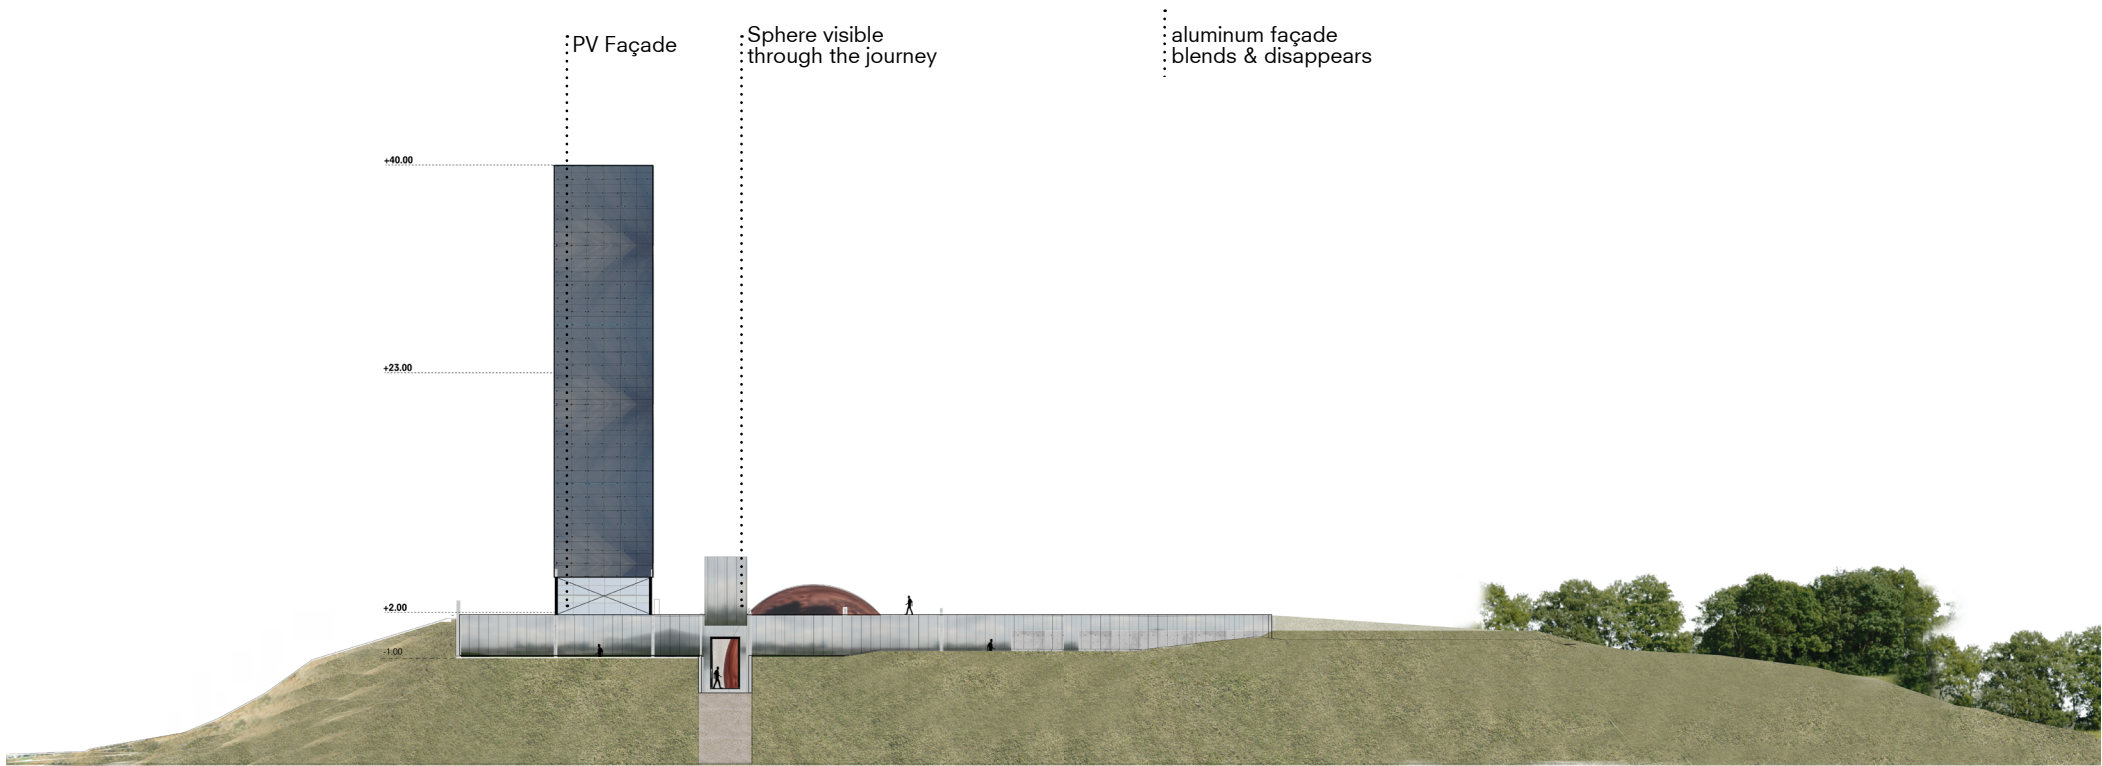 PV Façade
Sphere visible
through the journey
aluminum façade
blends & disappears
+40.00
+23.00
+2.00
-1.00